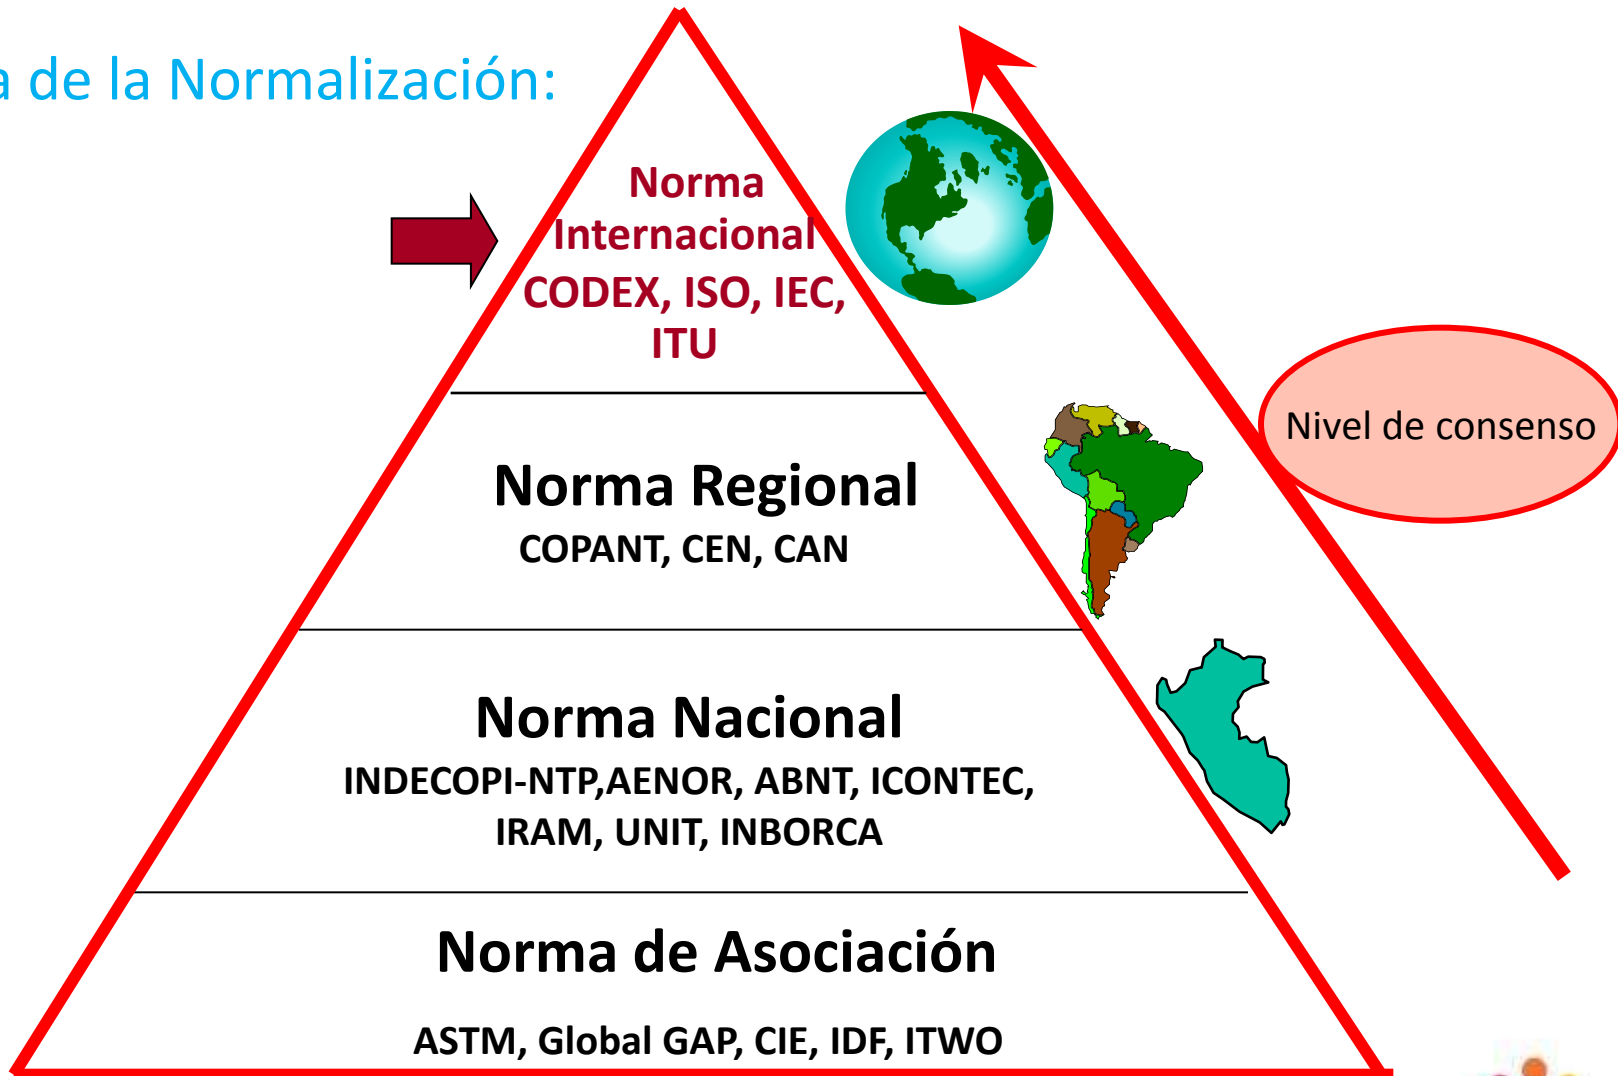 a de la Normalización:
Norma
Internacional
CODEX, ISO, IEC,
ITU
Nivel de consenso
Norma Regional
COPANT, CEN, CAN
Norma Nacional
INDECOPI-NTP,AENOR, ABNT, ICONTEC,
IRAM, UNIT, INBORCA
Norma de Asociación
ASTM, Global GAP, CIE, IDF, ITWO